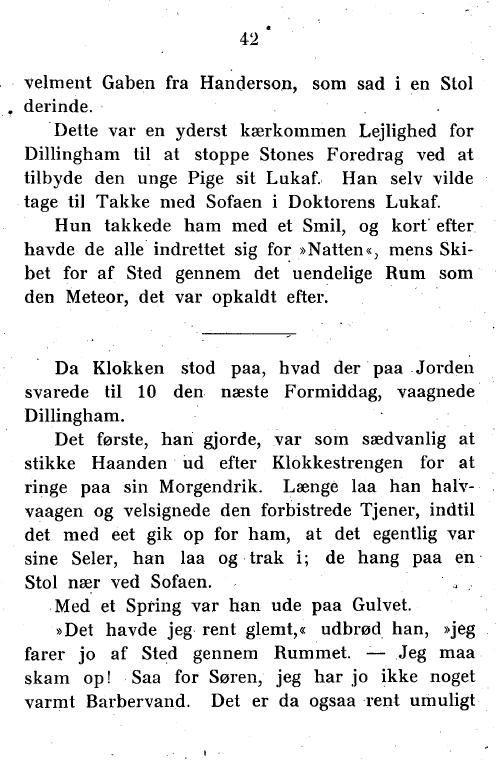 42
velment Gaben fra Handerson, som sad i en Stol
derinde.
Dette var en yderst kærkommen Lejlighed for
Dillingham til at stoppe Stones Foredrag ved at
tilbyde den unge Pige sit Lukaf. Han selv vilde
tage til Takke med Sofaen i Doktorens Lukaf.
Hun takkede ham med et Smil, og kort efter
havde de alle indrettet sig for »Natten«, mens Ski-
bet for af Sted gennem det uendelige Rum som
den Meteor, det var opkaldt efter.
Da Klokken stod paa, hvad der paa Jorden
svarede til 10 den næste Formiddag, vaagnede
Dillingham.
Det første, han gjorde, var som sædvanlig at
stikke Haanden ud efter Klokkestrengen for at
ringe paa sin Morgendrik. Længe laa han halv-
vaagen og velsignede den forbistrede Tjener, indtil
det med eet gik op for ham, at det egentlig var
sine Seler, han laa og trak i; de hang paa en
Stol nær ved Sofaen.
Med et Spring var han ude paa Gulvet.
»Det havde jeg rent glemt,« udbrød han, »jeg
farer jo af Sted gennem Rummet. — Jeg maa
skam op! Saa for Søren, jeg har jo ikke noget
varmt Barbervand. Det er da ogsaa rent umuligt